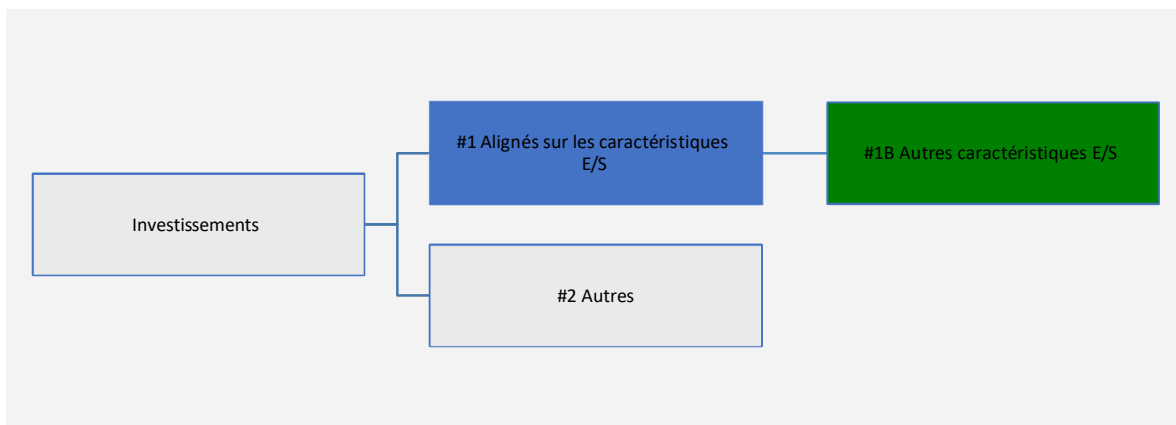 #1 Alignés sur les caractéristiques
E/S
#1B Autres caractéristiques E/S
Investissements
#2 Autres